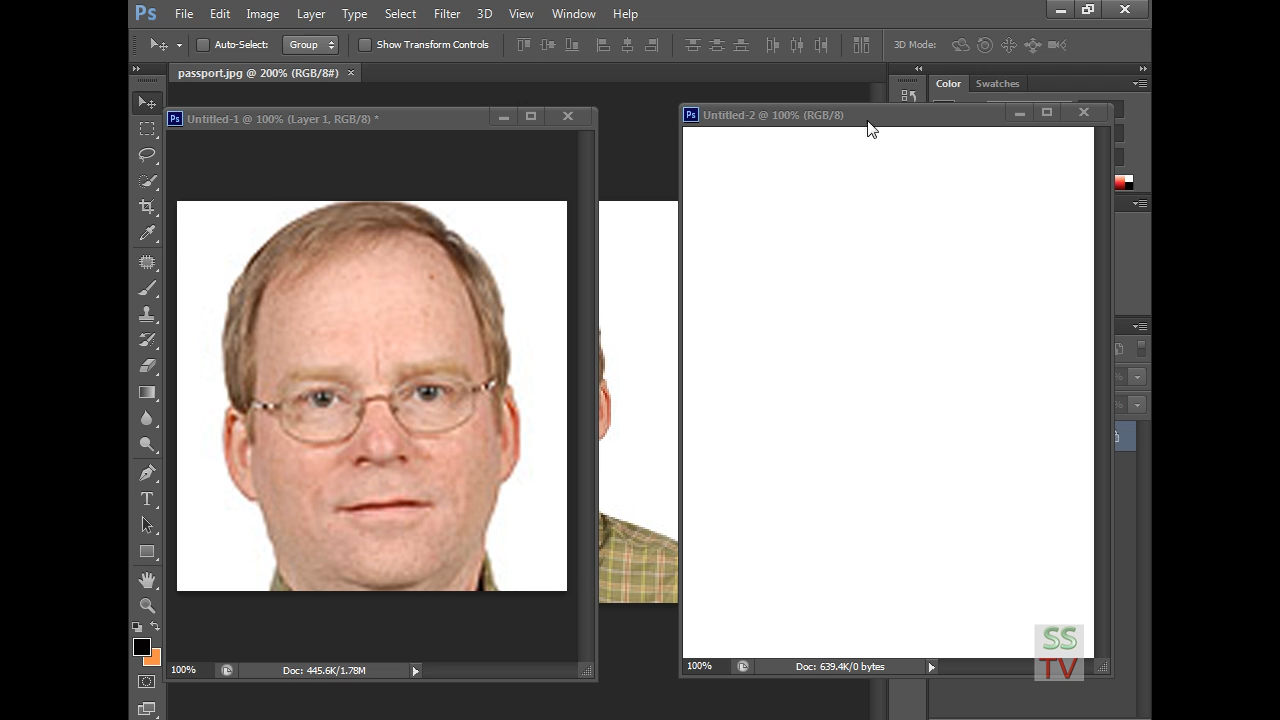 Ps File Edit Image Layer Type Select Filter 3D View Window Help
Auto-Select: Group Show Transform Controls 3D Mode:
passport.jpg @ 200% (RGB/8#) ×
Color Swatches
Ps Untitled-1 @ 100% (Layer 1, RGB/8) *
Ps Untitled-2 @ 100% (RGB/8)
%
%
T
100% Doc: 445.6K/1.78M
100% Doc: 639.4K/0 bytes
SS
TV